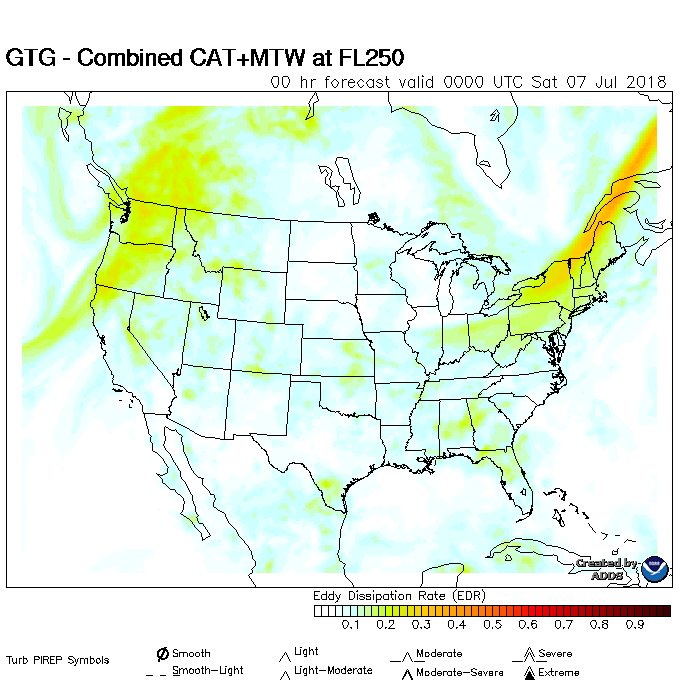 GTG - Combined CAT+MTW at FL250
00 hr forecast valid 0000 UTC Sat 07 Jul 2018
Created by
ADDS
Eddy Dissipation Rate (EDR)
0.1 0.2 0.3 0.4 0.5 0.6 0.7 0.8 0.9
Turb PIREP Symbols
Smooth Light Moderate Severe
Smooth-Light Light-Moderate Moderate-Severe Extreme